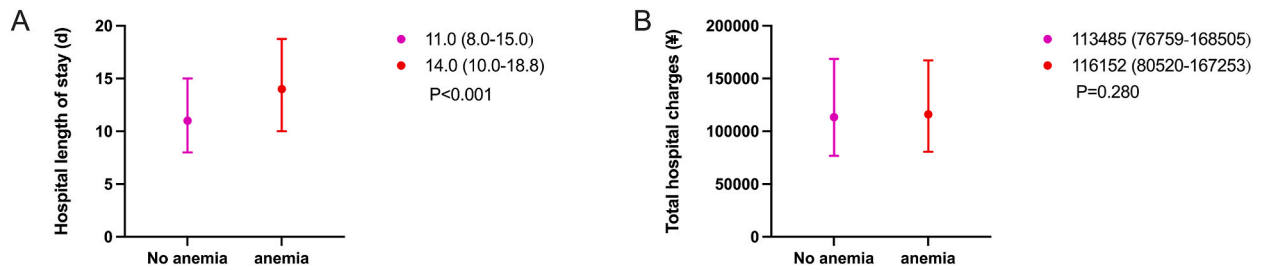 A
Hospital length of stay (d)
20
15
10
5
0
No anemia
anemia
11.0 (8.0-15.0)
14.0 (10.0-18.8)
P<0.001
B
Total hospital charges (¥)
200000
150000
100000
50000
0
No anemia
anemia
113485 (76759-168505)
116152 (80520-167253)
P=0.280